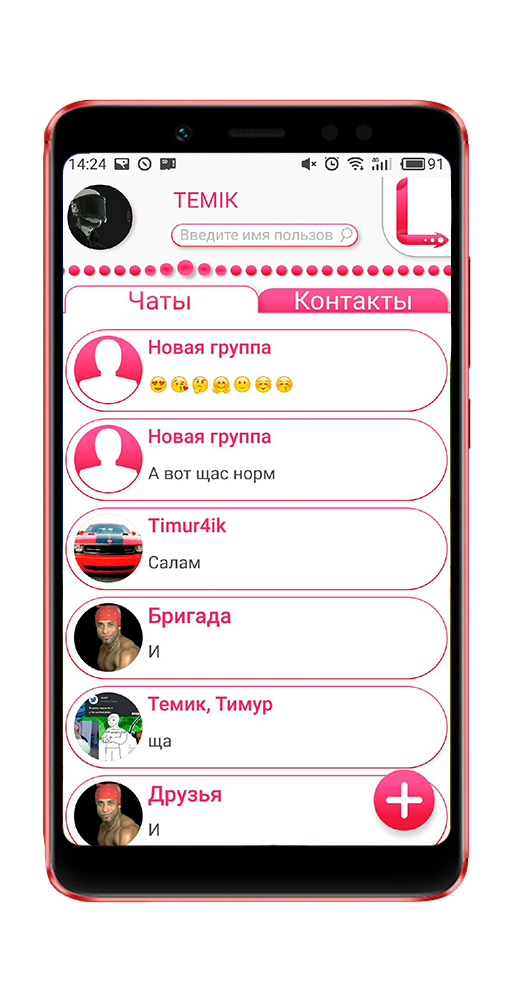 14:24
4G
91
TEMIK
Введите имя пользов
Чаты
Контакты
Новая группа
Новая группа
А вот щас норм
Timur4ik
Салам
Бригада
И
Темик, Тимур
ща
Друзья
И